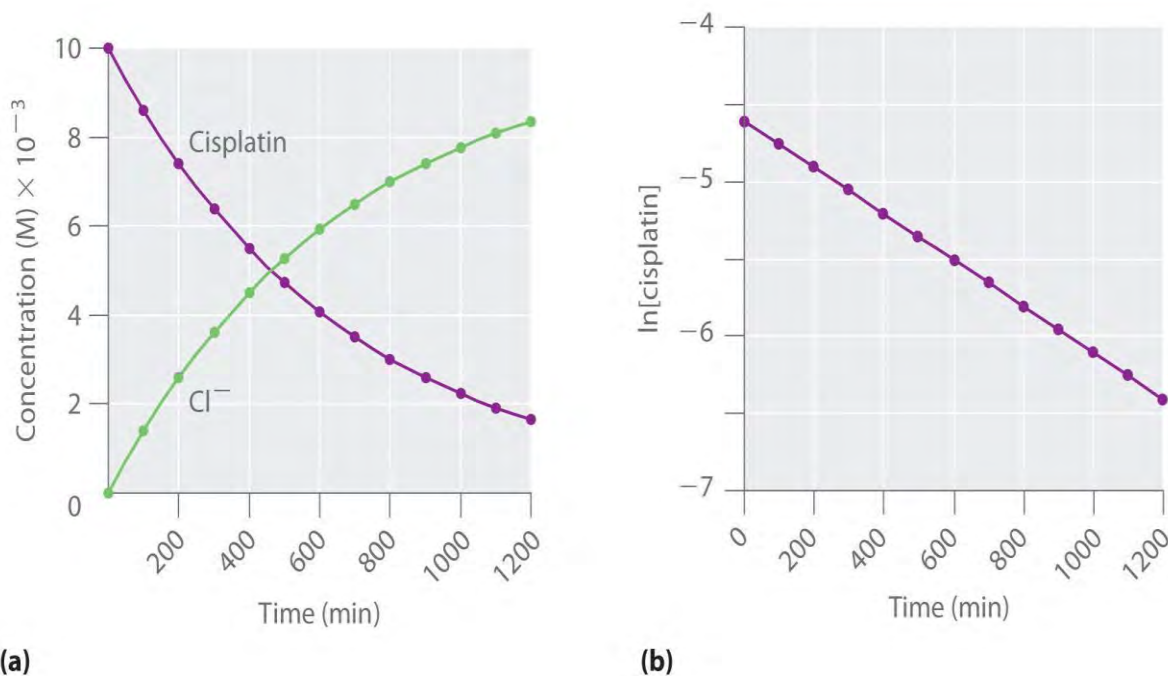 10
8
6
4
2
0
Concentration (M) × 10⁻³
Cisplatin
Cl⁻
200
400
600
800
1000
1200
Time (min)
(a)
−4
−5
−6
−7
ln[cisplatin]
0
200
400
600
800
1000
1200
Time (min)
(b)